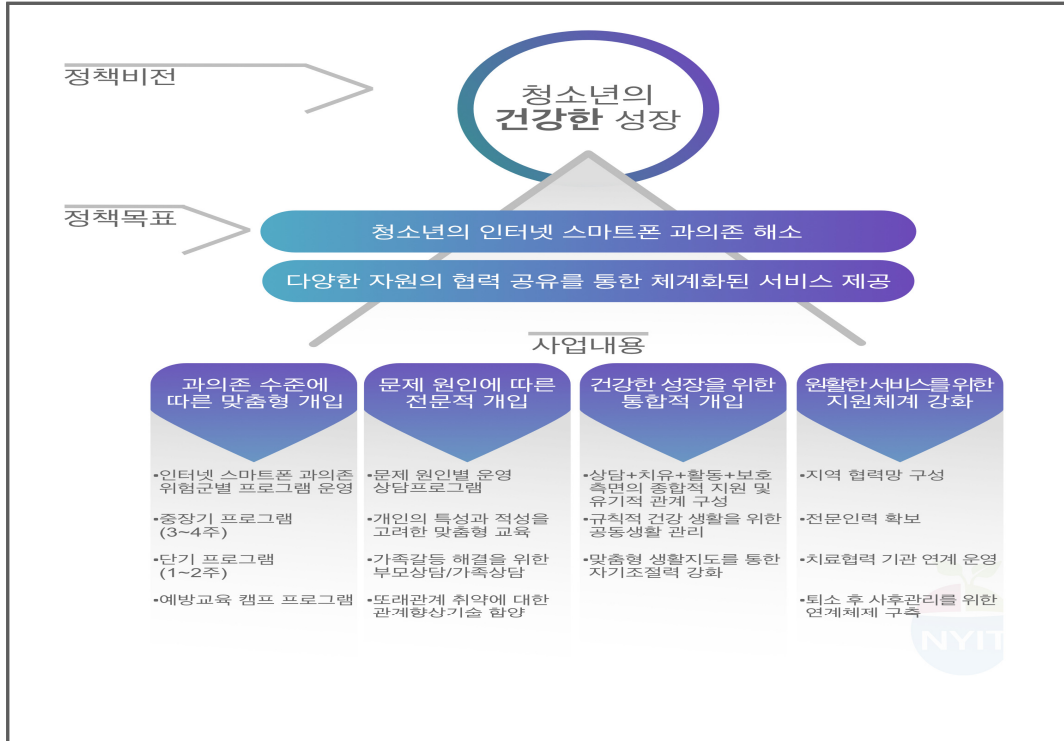 정책비전
청소년의
건강한 성장
정책목표
청소년의 인터넷 스마트폰 과의존 해소
다양한 자원의 협력 공유를 통한 체계화된 서비스 제공
사업내용
과의존 수준에
따른 맞춤형 개입
▪인터넷 스마트폰 과의존
위험군별 프로그램 운영
▪중장기 프로그램
(3~4주)
▪단기 프로그램
(1~2주)
▪예방교육 캠프 프로그램
문제 원인에 따른
전문적 개입
▪문제 원인별 운영
상담프로그램
▪개인의 특성과 적성을
고려한 맞춤형 교육
▪가족갈등 해결을 위한
부모상담/가족상담
▪또래관계 취약에 대한
관계향상기술 함양
건강한 성장을 위한
통합적 개입
▪상담+치유+활동+보호
측면의 종합적 지원 및
유기적 관계 구성
▪규칙적 건강 생활을 위한
공동생활 관리
▪맞춤형 생활지도를 통한
자기조절력 강화
원활한 서비스를 위한
지원체계 강화
▪지역 협력망 구성
▪전문인력 확보
▪치료협력 기관 연계 운영
▪퇴소 후 사후관리를 위한
연계체제 구축
NYIT